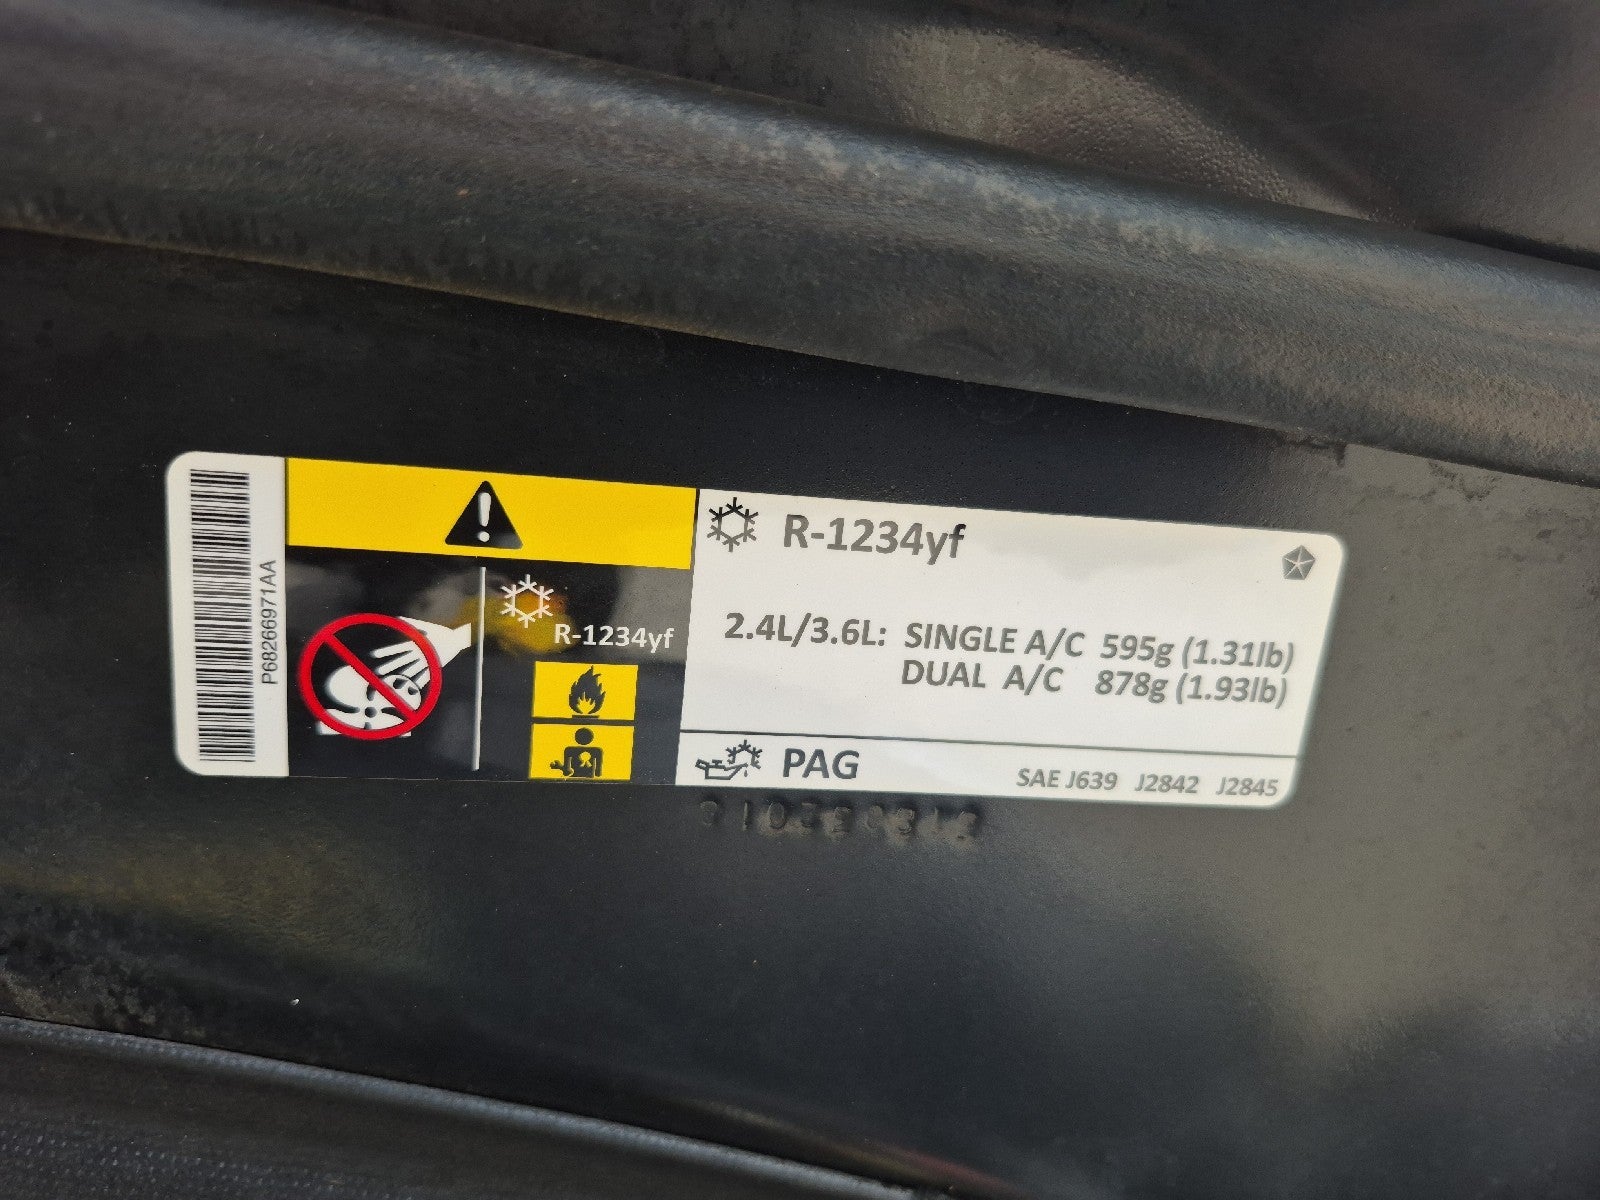 P68266971AA
R-1234yf
R-1234yf
2.4L/3.6L: SINGLE A/C 595g (1.31lb)
DUAL A/C 878g (1.93lb)
PAG
SAE J639 J2842 J2845